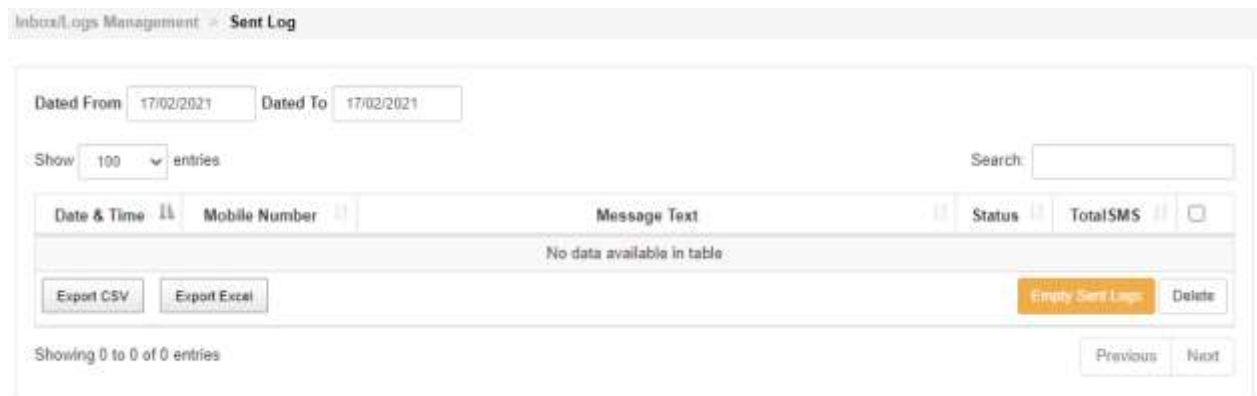 Inbox/Logs Management > Sent Log
Dated From 17/02/2021 Dated To 17/02/2021
Show 100 entries Search:
Date & Time Mobile Number Message Text Status TotalSMS
No data available in table
Export CSV Export Excel Empty Sent Logs Delete
Showing 0 to 0 of 0 entries Previous Next